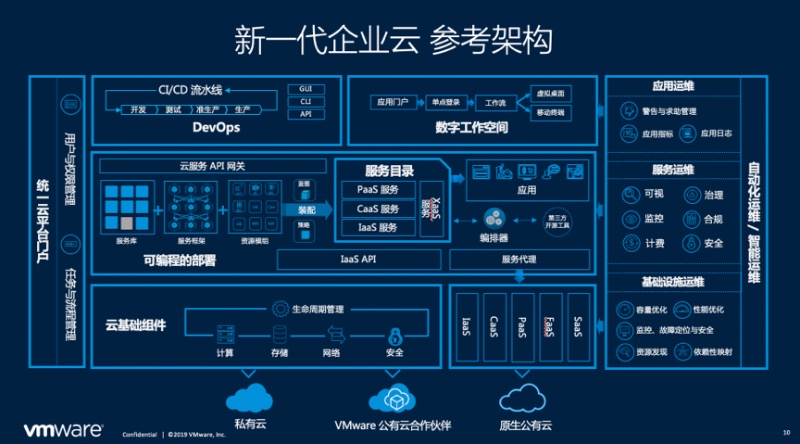 新一代企业云 参考架构
统一云平台门户
用户与权限管理
任务与流程管理
CI/CD 流水线
开发
测试
准生产
生产
GUI
CLI
API
DevOps
应用门户
单点登录
工作流
虚拟桌面
移动终端
数字工作空间
云服务 API 网关
服务库
服务框架
资源模组
蓝图
装配
策略
可编程的部署
服务目录
PaaS 服务
CaaS 服务
IaaS 服务
XaaS 服务
应用
编排器
第三方
开源工具
IaaS API
服务代理
云基础组件
生命周期管理
计算
存储
网络
安全
IaaS
CaaS
PaaS
FaaS
SaaS
应用运维
警告与求助管理
应用指标
应用日志
服务运维
可视
治理
监控
合规
计费
安全
基础设施运维
容量优化
性能优化
监控、故障定位与安全
资源发现
依赖性映射
自动化运维 / 智能运维
私有云
VMware 公有云合作伙伴
原生公有云
vmware
Confidential | ©2019 VMware, Inc.
10